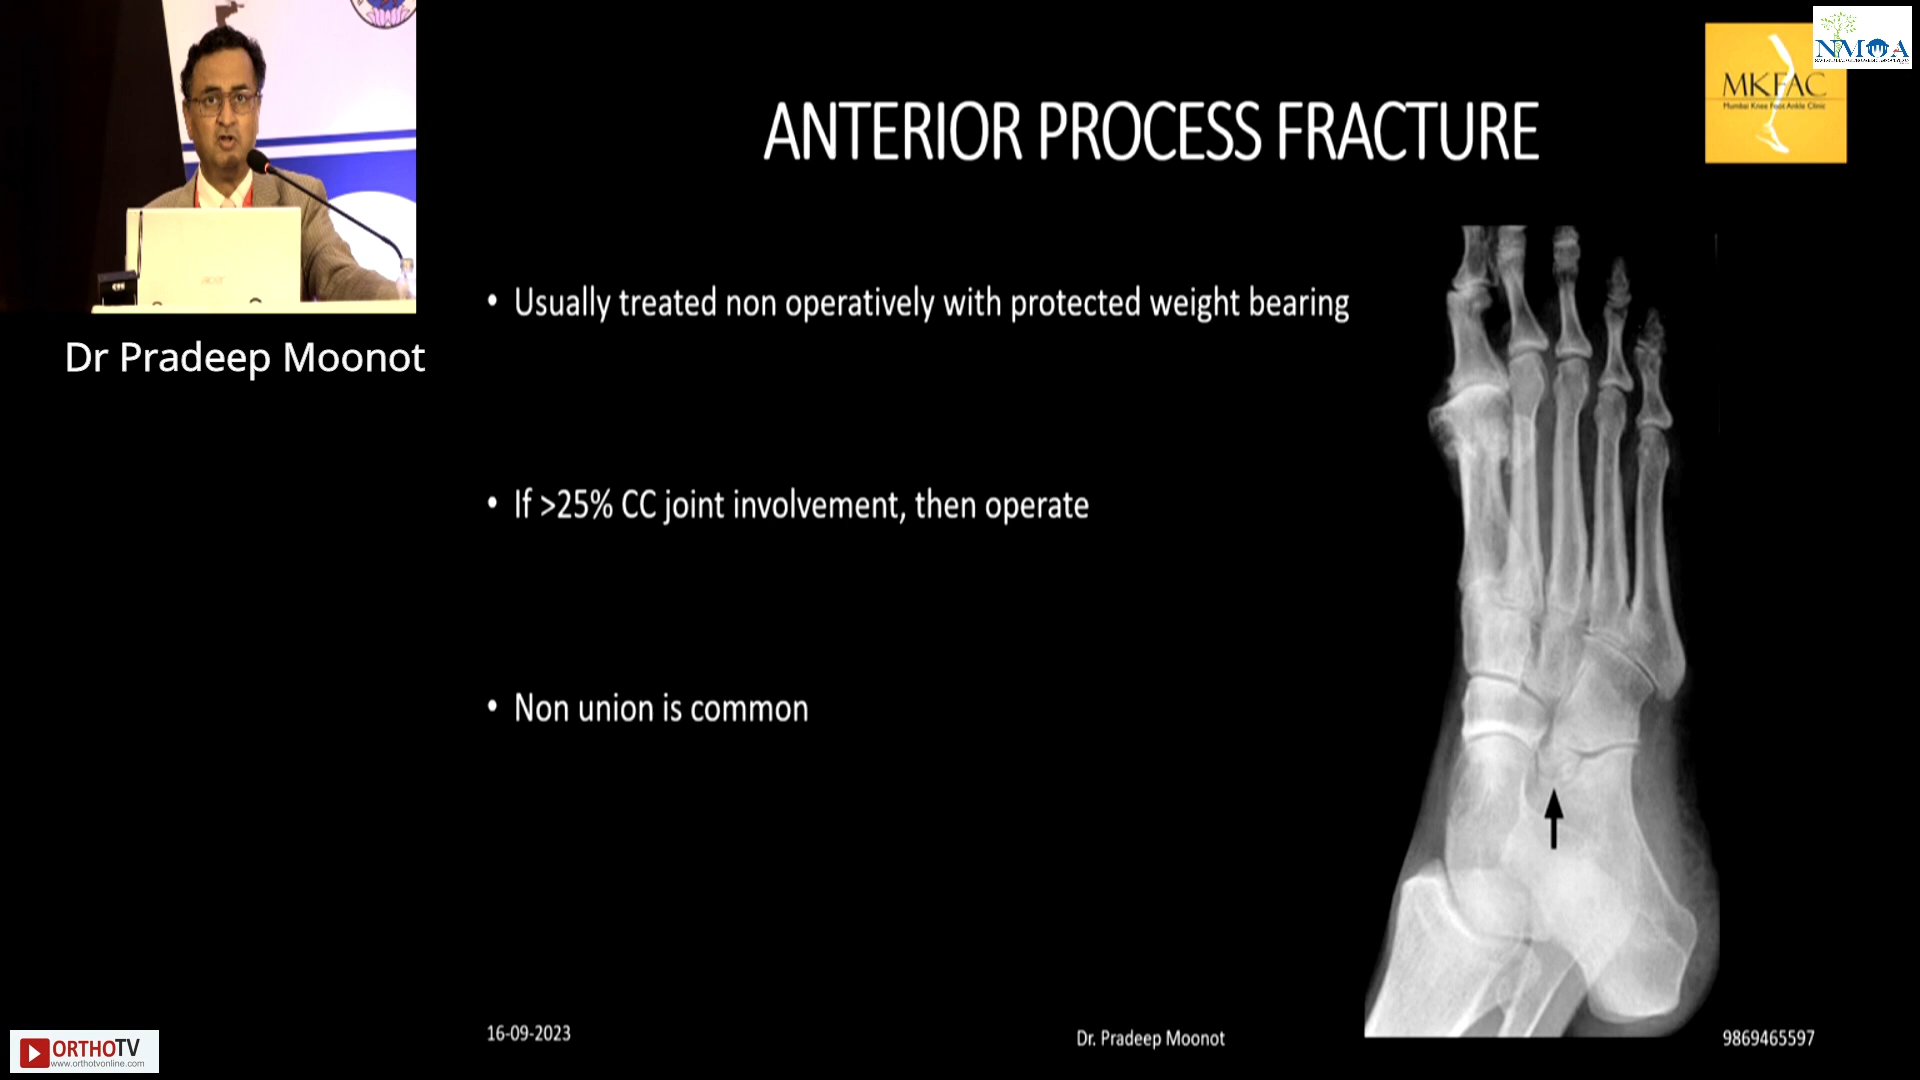 NMOA
MKFAC
Mumbai Knee Foot Ankle Clinic
ANTERIOR PROCESS FRACTURE
• Usually treated non operatively with protected weight bearing
Dr Pradeep Moonot
• If >25% CC joint involvement, then operate
• Non union is common
acer
16-09-2023
Dr. Pradeep Moonot
9869465597
ORTHOTV
www.orthotvonline.com